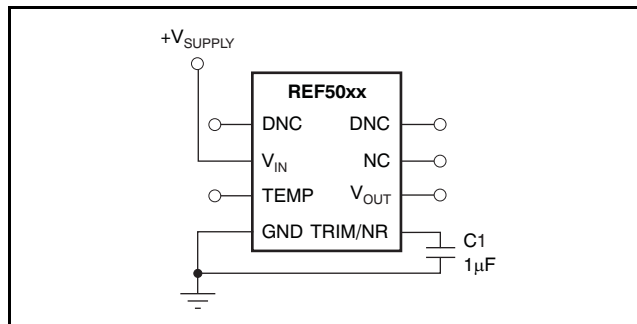 +VSUPPLY
REF50xx
DNC DNC
VIN NC
TEMP VOUT
GND TRIM/NR
C1
1μF